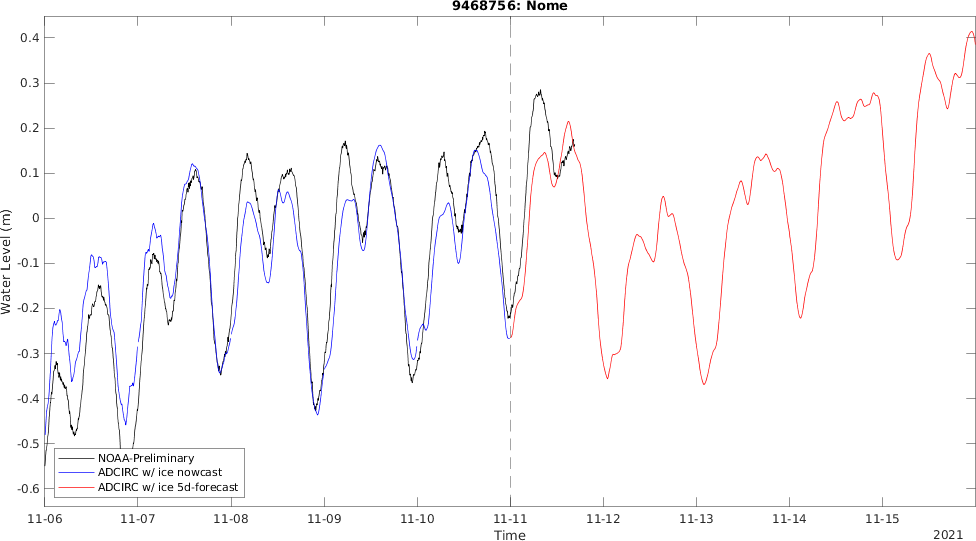 9468756: Nome
0.4
0.3
0.2
0.1
0
-0.1
-0.2
-0.3
-0.4
-0.5
-0.6
Water Level (m)
NOAA-Preliminary
ADCIRC w/ ice nowcast
ADCIRC w/ ice 5d-forecast
11-06 11-07 11-08 11-09 11-10 11-11 11-12 11-13 11-14 11-15
Time
2021